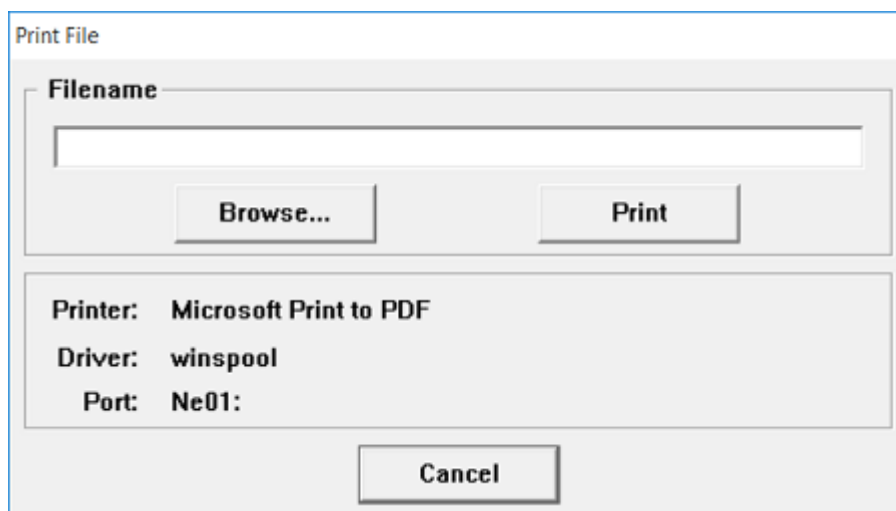 Print File
Filename
Browse... Print
Printer: Microsoft Print to PDF
Driver: winspool
Port: Ne01:
Cancel